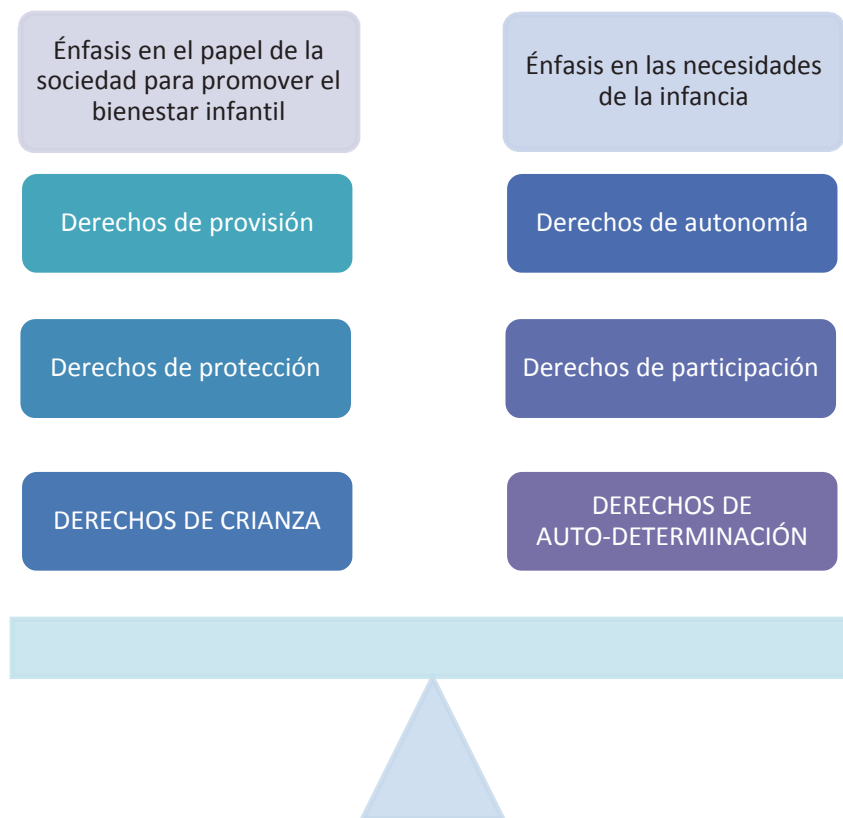 Énfasis en el papel de la
sociedad para promover el
bienestar infantil
Énfasis en las necesidades
de la infancia
Derechos de provisión
Derechos de autonomía
Derechos de protección
Derechos de participación
DERECHOS DE CRIANZA
DERECHOS DE
AUTO-DETERMINACIÓN